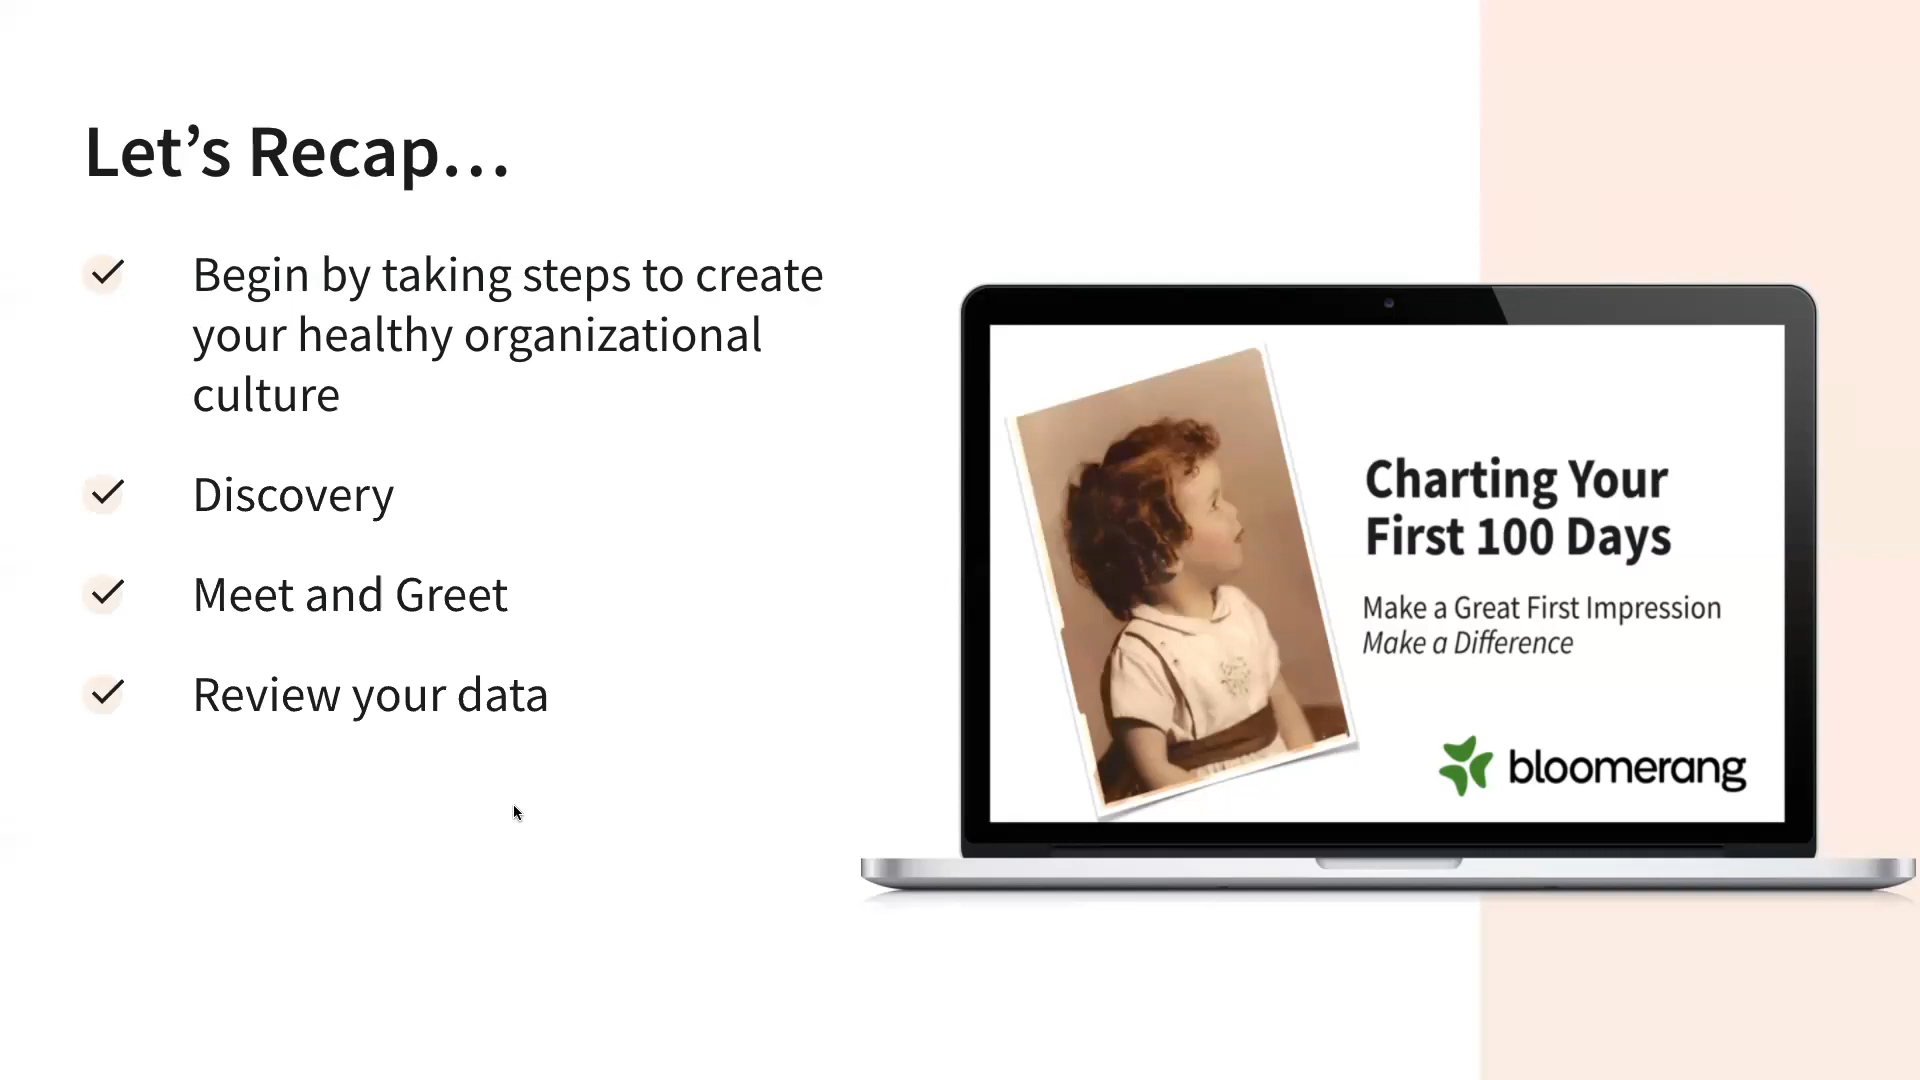 Let’s Recap…
Begin by taking steps to create
your healthy organizational
culture
Discovery
Meet and Greet
Review your data
Charting Your
First 100 Days
Make a Great First Impression
Make a Difference
bloomerang